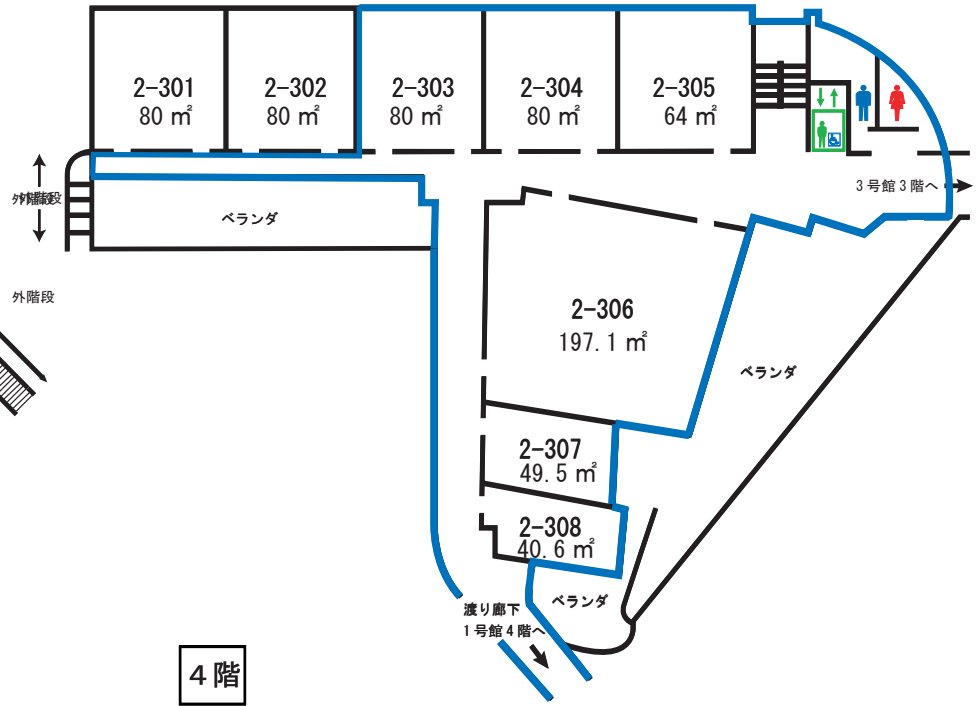 2-301
80 ㎡
2-302
80 ㎡
2-303
80 ㎡
2-304
80 ㎡
2-305
64 ㎡
3号館3階へ
外階段
ベランダ
外階段
2-306
197.1 ㎡
ベランダ
2-307
49.5 ㎡
2-308
40.6 ㎡
ベランダ
渡り廊下
1号館4階へ
4階